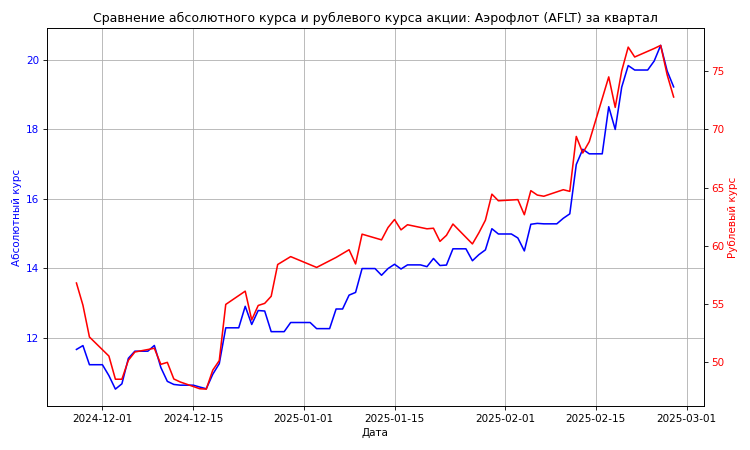 Сравнение абсолютного курса и рублевого курса акции: Аэрофлот (AFLT) за квартал
20
18
16
14
12
Абсолютный курс
75
70
65
60
55
50
Рублевый курс
2024-12-01 2024-12-15 2025-01-01 2025-01-15 2025-02-01 2025-02-15 2025-03-01
Дата